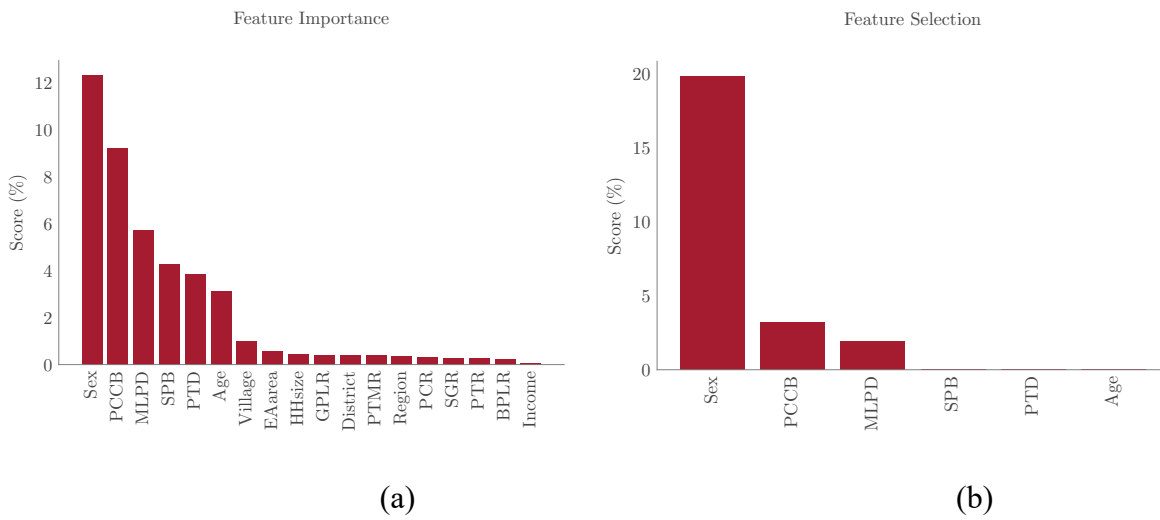 Feature Importance
Score (%)
12
10
8
6
4
2
0
Sex
PCCB
MLPD
SPB
PTD
Age
Village
EAarea
HHsize
GPLR
District
PTMR
Region
PCR
SGR
PTR
BPLR
Income
(a)
Feature Selection
Score (%)
20
15
10
5
0
Sex
PCCB
MLPD
SPB
PTD
Age
(b)